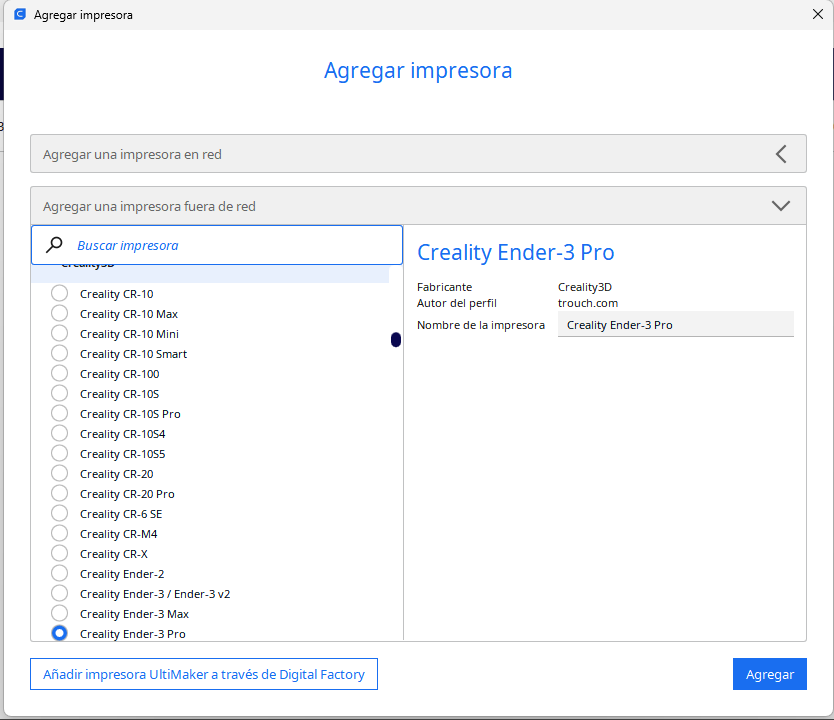 Agregar impresora
Agregar impresora
Agregar una impresora en red
Agregar una impresora fuera de red
Buscar impresora
Creality3D
Creality CR-10
Creality CR-10 Max
Creality CR-10 Mini
Creality CR-10 Smart
Creality CR-100
Creality CR-10S
Creality CR-10S Pro
Creality CR-10S4
Creality CR-10S5
Creality CR-20
Creality CR-20 Pro
Creality CR-6 SE
Creality CR-M4
Creality CR-X
Creality Ender-2
Creality Ender-3 / Ender-3 v2
Creality Ender-3 Max
Creality Ender-3 Pro
Creality Ender-3 Pro
Fabricante Creality3D
Autor del perfil trouch.com
Nombre de la impresora Creality Ender-3 Pro
Añadir impresora UltiMaker a través de Digital Factory
Agregar